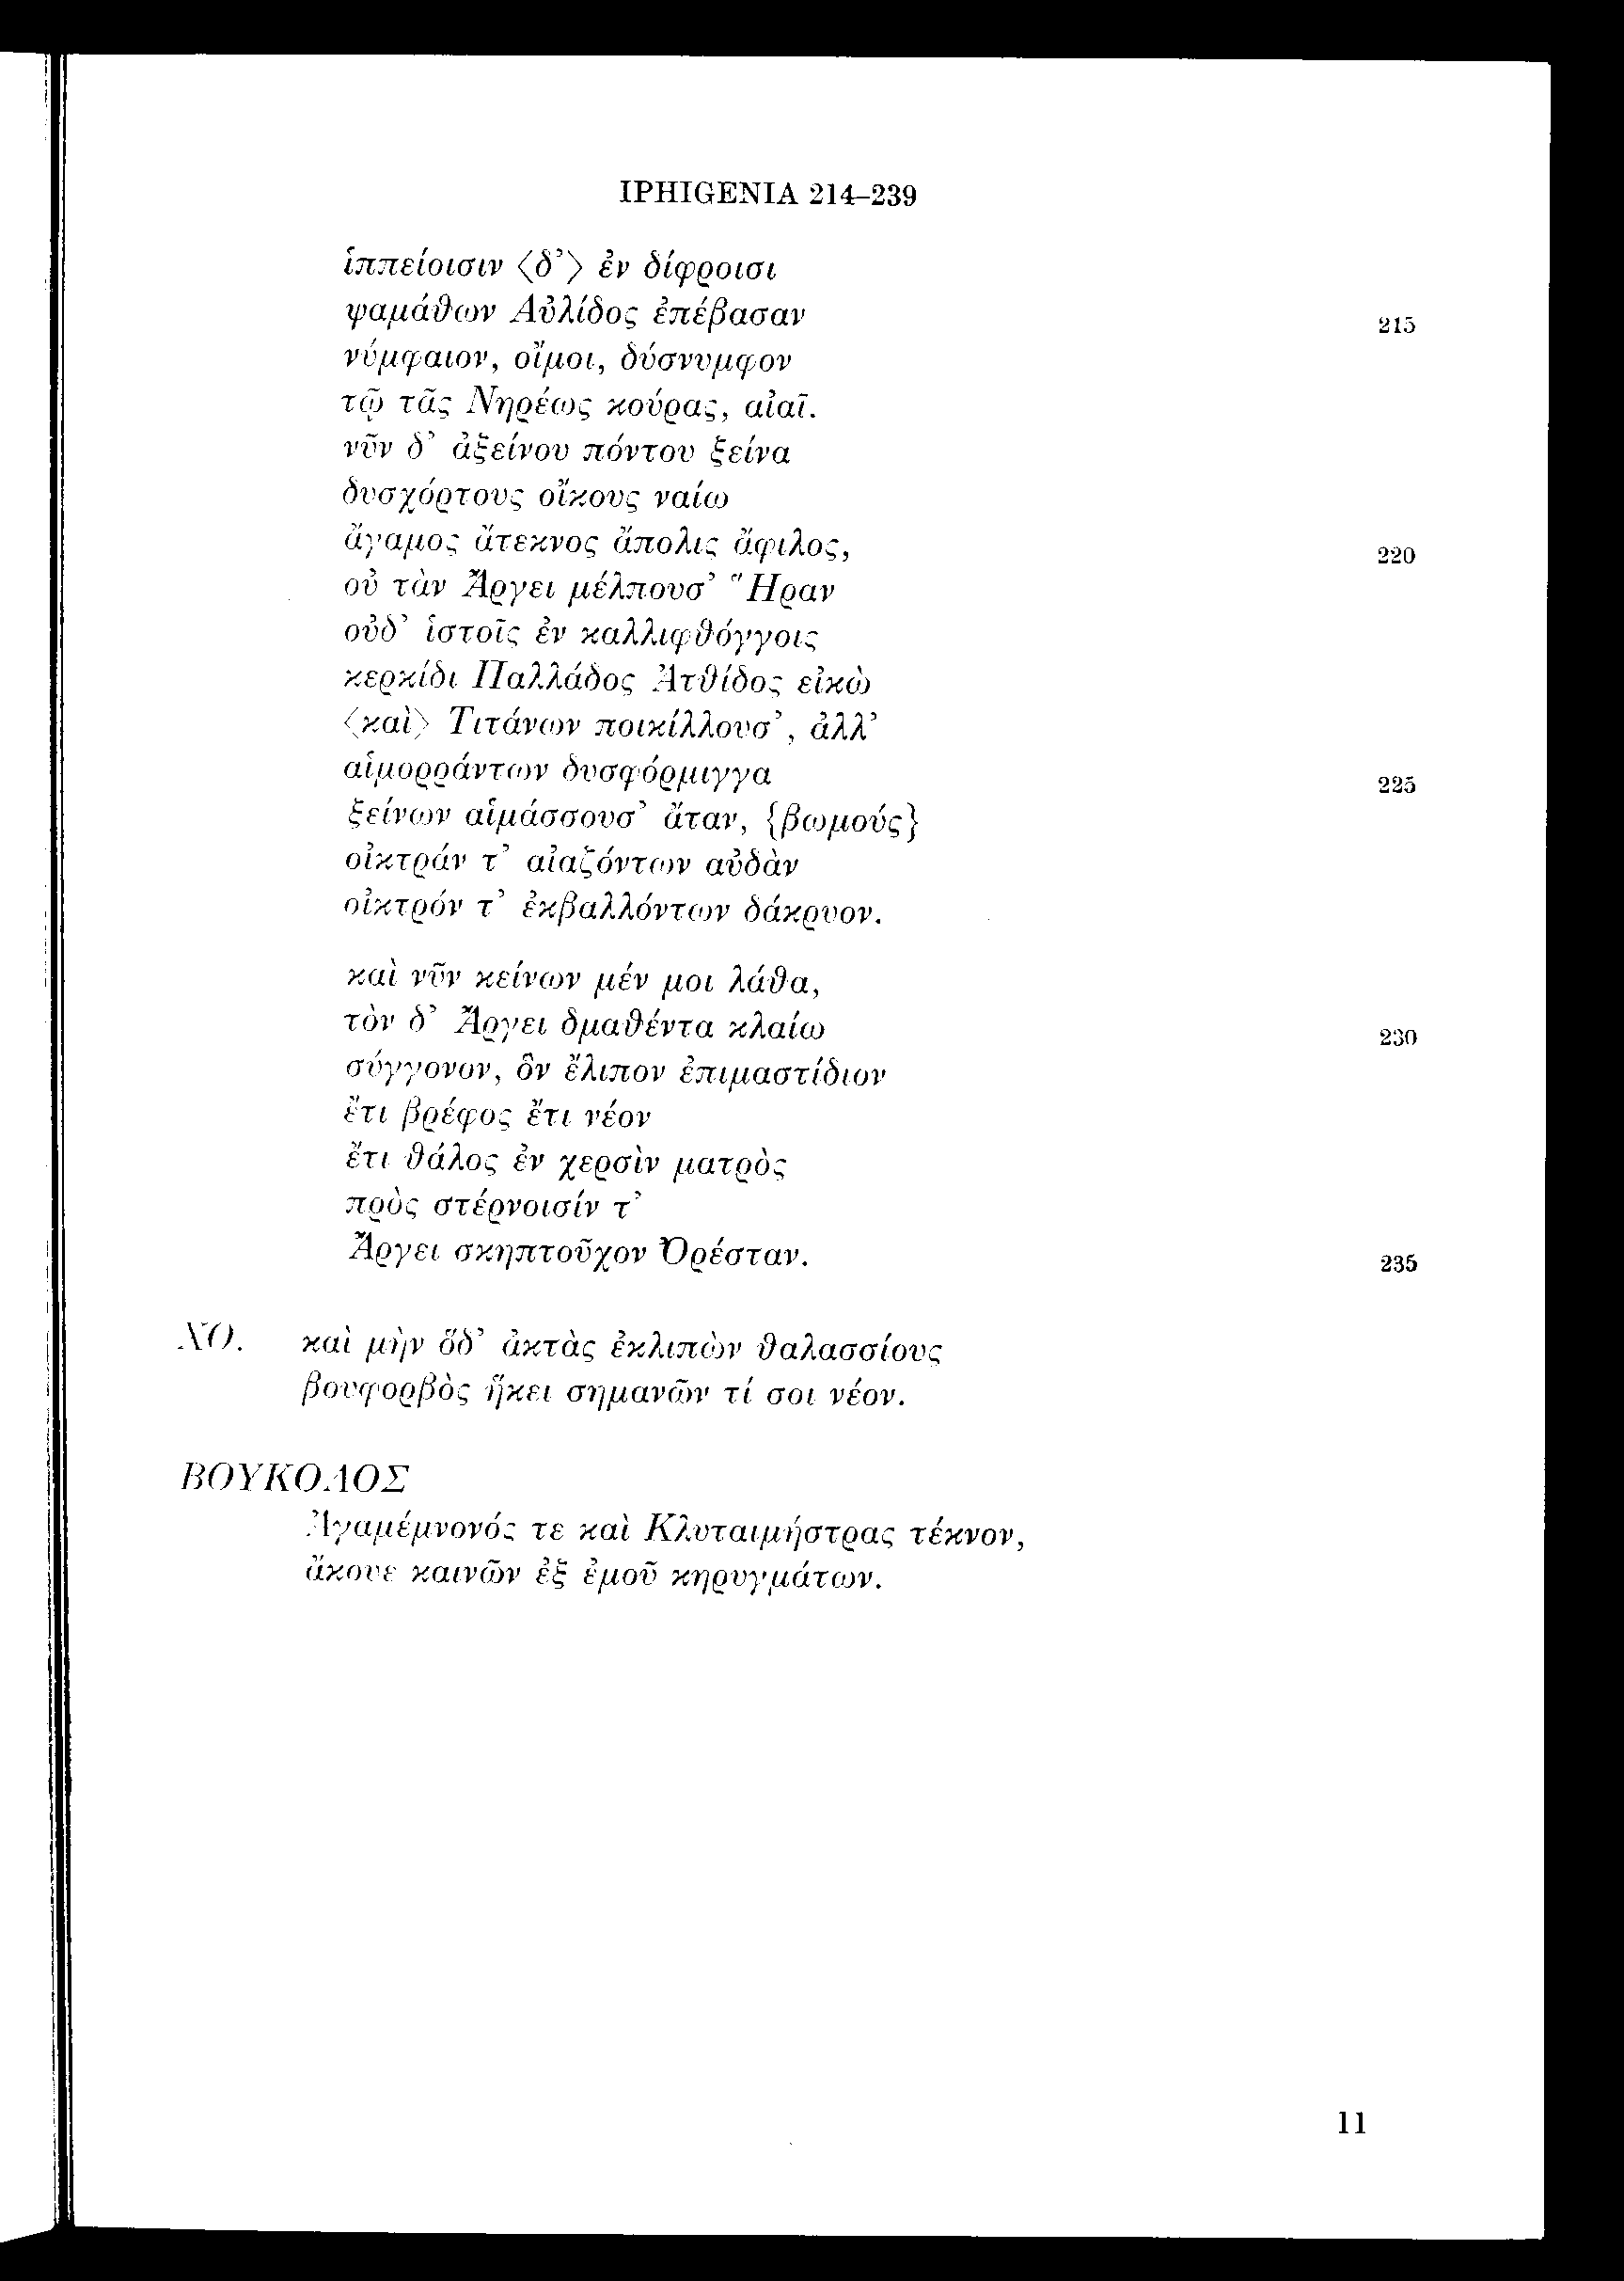 IPHIGENIA 214–239
ἱππείοισιν ⟨δ’⟩ ἐν δίφροισι
ψαμάθων Αὐλίδος ἐπέβασαν
215
νύμφαιον, οἴμοι, δύσνυμφον
τῷ τᾶς Νηρέως κούρας, αἰαῖ.
νῦν δ’ ἀξείνου πόντου ξείνα
δυσχόρτους οἴκους ναίω
ἄγαμος ἄτεκνος ἄπολις ἄφιλος,
220
οὐ τὰν Ἄργει μέλπουσ’ Ἥραν
οὐδ’ ἱστοῖς ἐν καλλιφθόγγοις
κερκίδι Παλλάδος Ἀτθίδος εἰκὼ
⟨καὶ⟩ Τιτάνων ποικίλλουσ’, ἀλλ’
αἱμορράντων δυσφόρμιγγα
225
ξείνων αἱμάσσουσ’ ἄταν, {βωμούς}
οἰκτράν τ’ αἰαζόντων αὐδὰν
οἰκτρόν τ’ ἐκβαλλόντων δάκρυον.
καὶ νῦν κείνων μέν μοι λάθα,
τὸν δ’ Ἄργει δμαθέντα κλαίω
230
σύγγονον, ὃν ἔλιπον ἐπιμαστίδιον
ἔτι βρέφος ἔτι νέον
ἔτι θάλος ἐν χερσὶν ματρὸς
πρὸς στέρνοισίν τ’
Ἄργει σκηπτοῦχον Ὀρέσταν.
235
ΧΟ. καὶ μὴν ὅδ’ ἀκτὰς ἐκλιπὼν θαλασσίους
βουφορβὸς ἥκει σημανῶν τί σοι νέον.
ΒΟΥΚΟΛΟΣ
Ἀγαμέμνονός τε καὶ Κλυταιμήστρας τέκνον,
ἄκουε καινῶν ἐξ ἐμοῦ κηρυγμάτων.
11